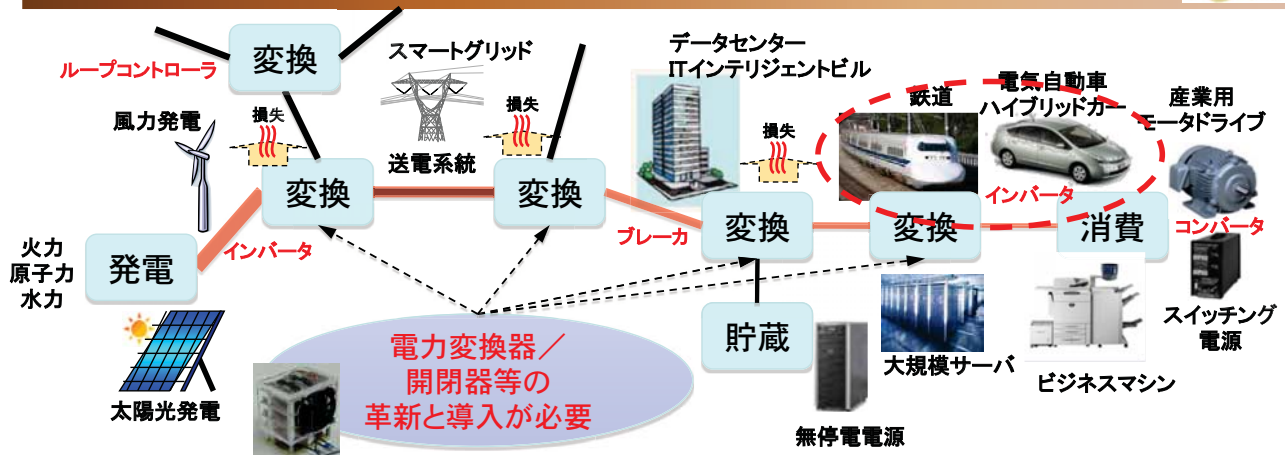 変換
ループコントローラ
スマートグリッド
データセンター
ITインテリジェントビル
鉄道
電気自動車
ハイブリッドカー
産業用
モータドライブ
風力発電
損失
損失
損失
送電系統
変換
変換
インバータ
インバータ
ブレーカ
変換
変換
消費
コンバータ
火力
原子力
水力
発電
太陽光発電
電力変換器／
開閉器等の
革新と導入が必要
貯蔵
無停電電源
大規模サーバ
ビジネスマシン
スイッチング
電源